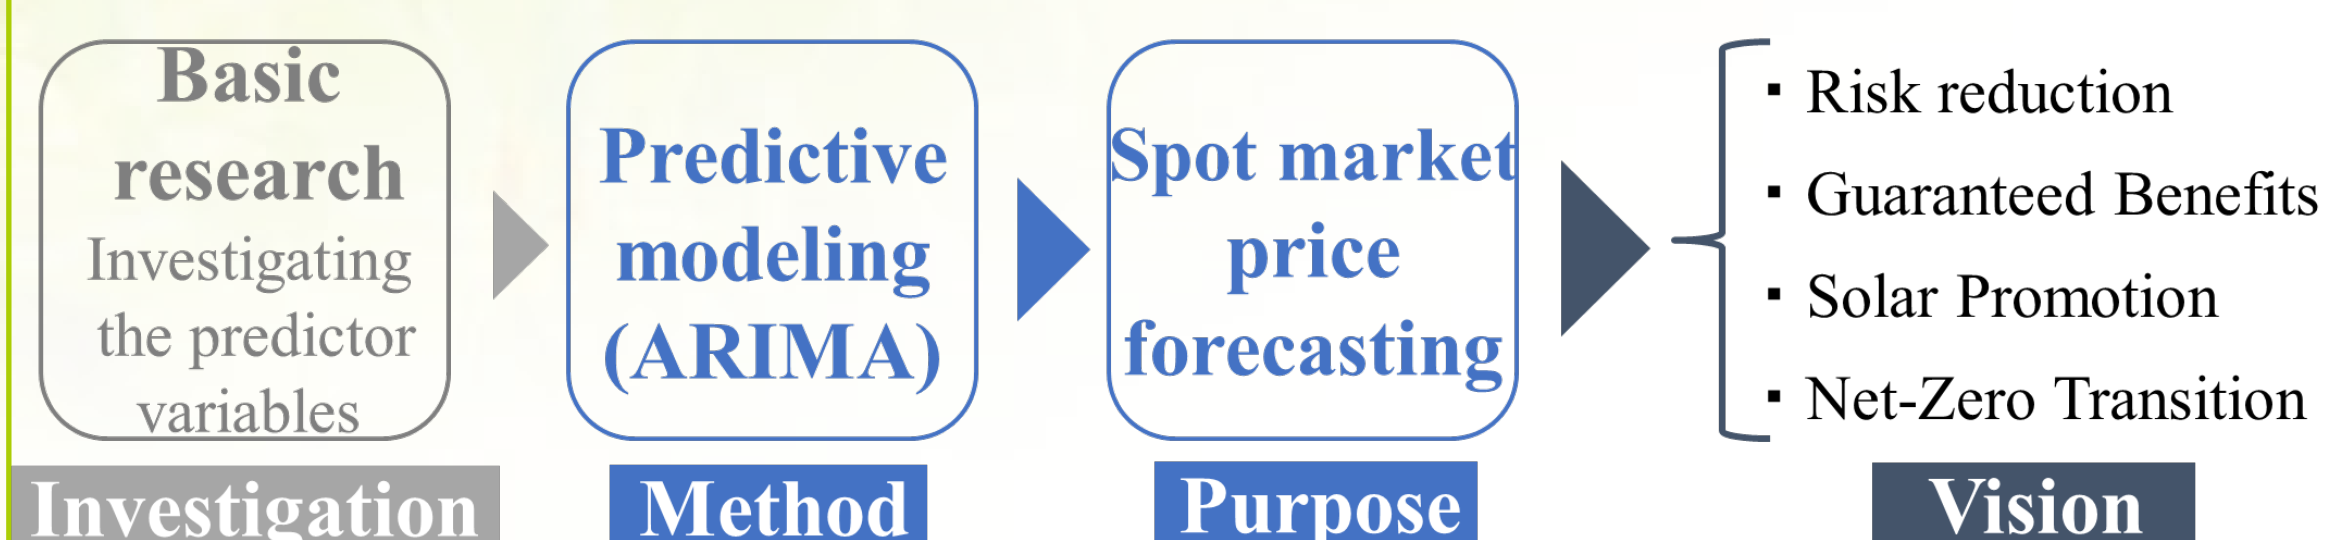 Basic
research
Investigating
the predictor
variables
Investigation
Predictive
modeling
(ARIMA)
Method
Spot market
price
forecasting
Purpose
▪ Risk reduction
▪ Guaranteed Benefits
▪ Solar Promotion
▪ Net-Zero Transition
Vision